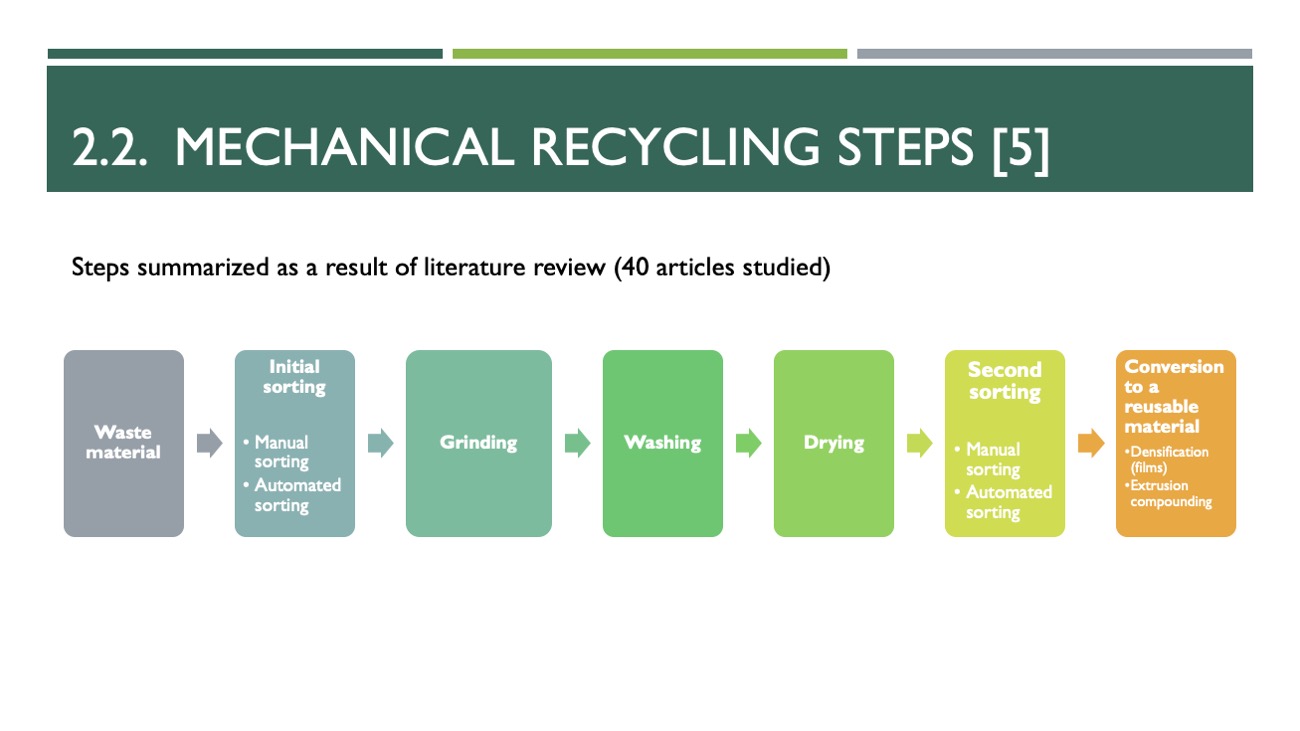 2.2. MECHANICAL RECYCLING STEPS [5]
Steps summarized as a result of literature review (40 articles studied)
Waste
material
Initial
sorting
• Manual
sorting
• Automated
sorting
Grinding
Washing
Drying
Second
sorting
• Manual
sorting
• Automated
sorting
Conversion
to a
reusable
material
•Densification
(films)
•Extrusion
compounding